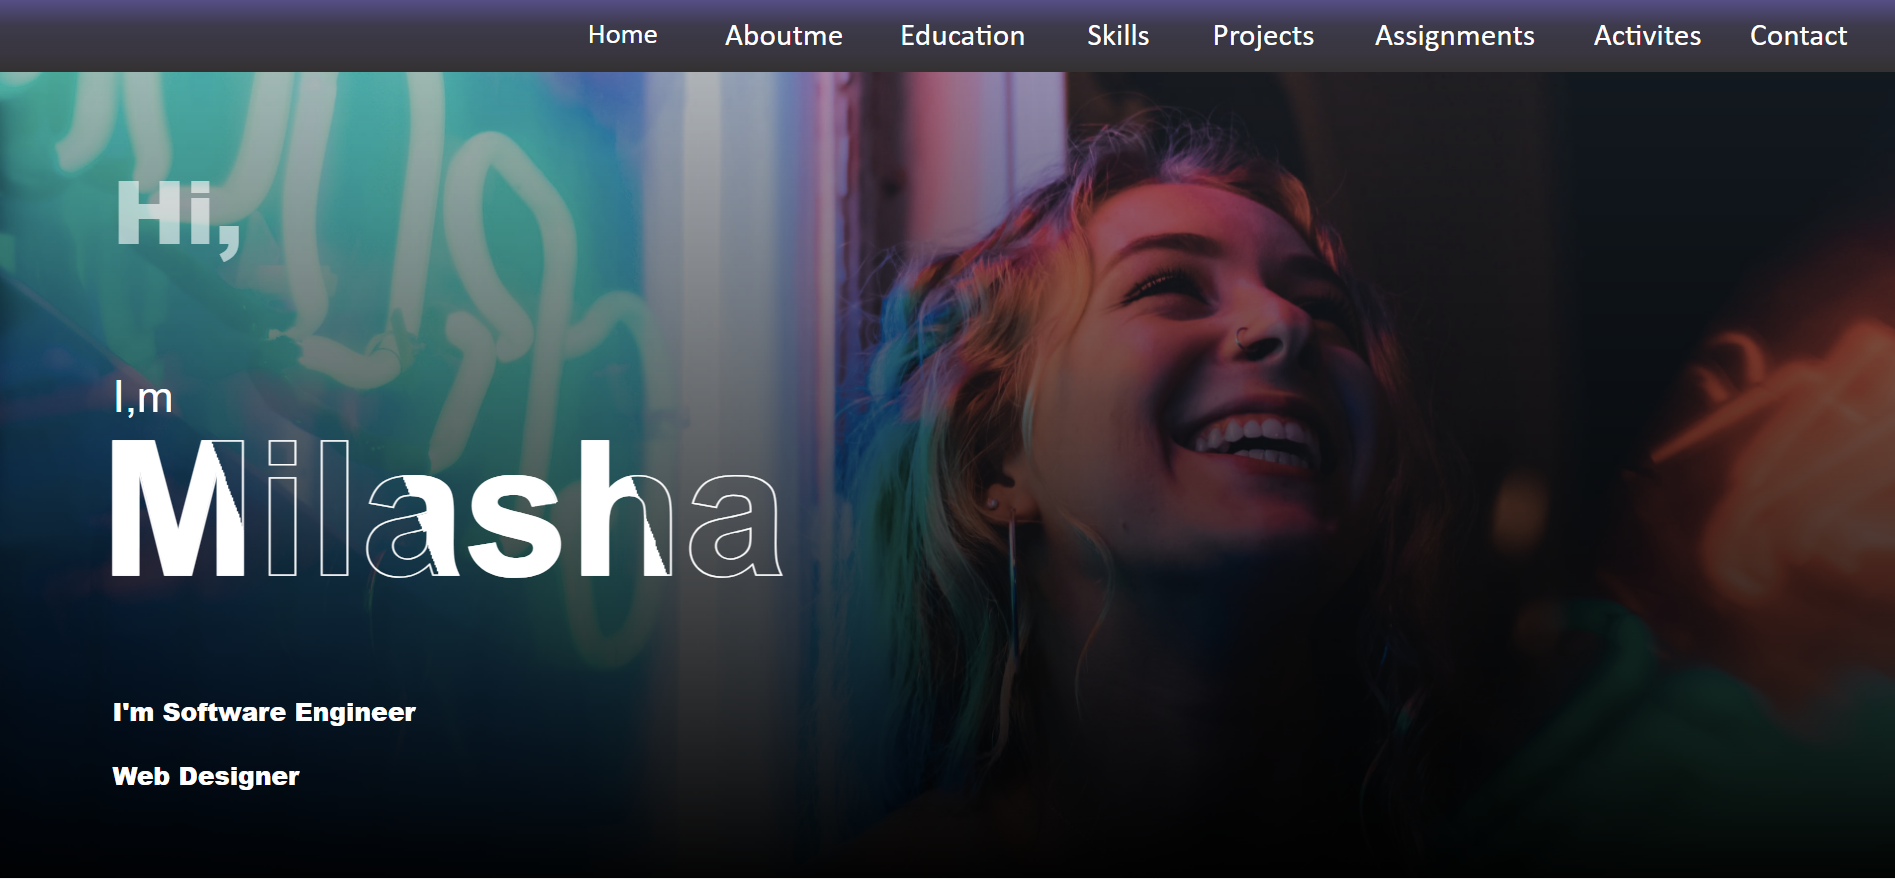 Home Aboutme Education Skills Projects Assignments Activites Contact
Hi,
I,m
Milasha
I'm Software Engineer
Web Designer